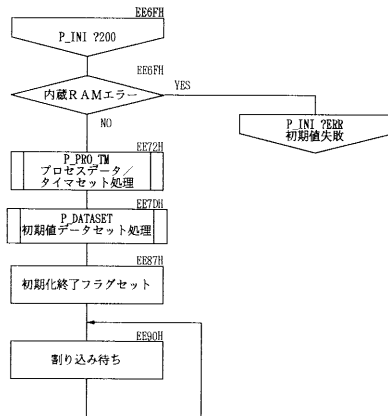 EE6FH
P_INI ?200
EE6FH
内蔵RAMエラー
YES
NO
P_INI ?ERR
初期値失敗
EE72H
P_PRO_TM
プロセスデータ/
タイマセット処理
EE7DH
P_DATASET
初期値データセット処理
EE87H
初期化終了フラグセット
EE90H
割り込み待ち